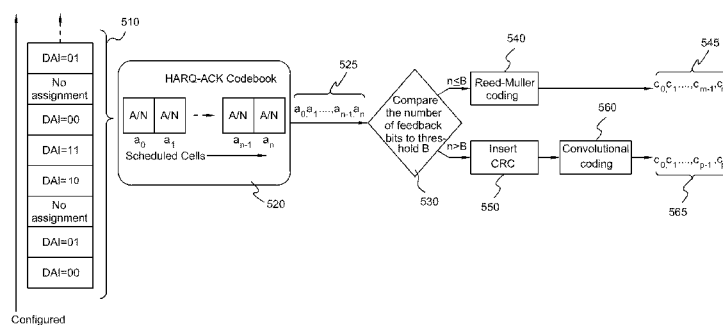 510
DAI=01
No
assignment
DAI=00
DAI=11
DAI=10
No
assignment
DAI=01
DAI=00
Configured
HARQ-ACK Codebook
A/N A/N A/N A/N
a0 a1 an-1 an
Scheduled Cells
520
525
a0,a1,....,an-1,an
Compare
the number
of feedback
bits to thres-
hold B
530
n≤B
540
Reed-Muller
coding
545
c0,c1,....,cm-1,c
n>B
Insert
CRC
550
560
Convolutional
coding
c0,c1,....,cp-1,c
565